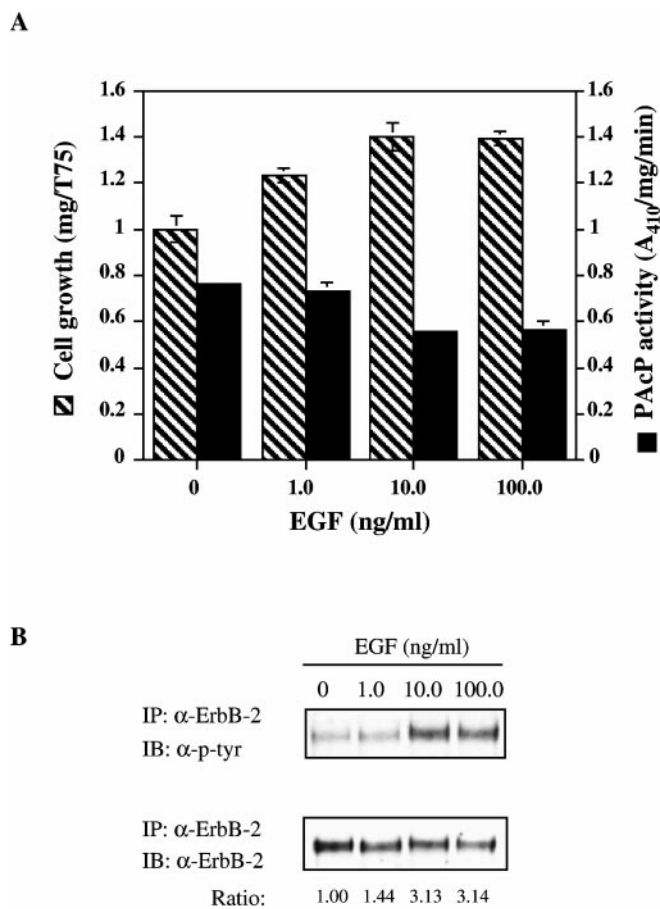 A
1.6
1.4
1.2
1
0.8
0.6
0.4
0.2
0
Cell growth (mg/T75)
1.6
1.4
1.2
1
0.8
0.6
0.4
0.2
0
PAcP activity (A410/mg/min)
0 1.0 10.0 100.0
EGF (ng/ml)
B
EGF (ng/ml)
0 1.0 10.0 100.0
IP: α-ErbB-2
IB: α-p-tyr
IP: α-ErbB-2
IB: α-ErbB-2
Ratio: 1.00 1.44 3.13 3.14